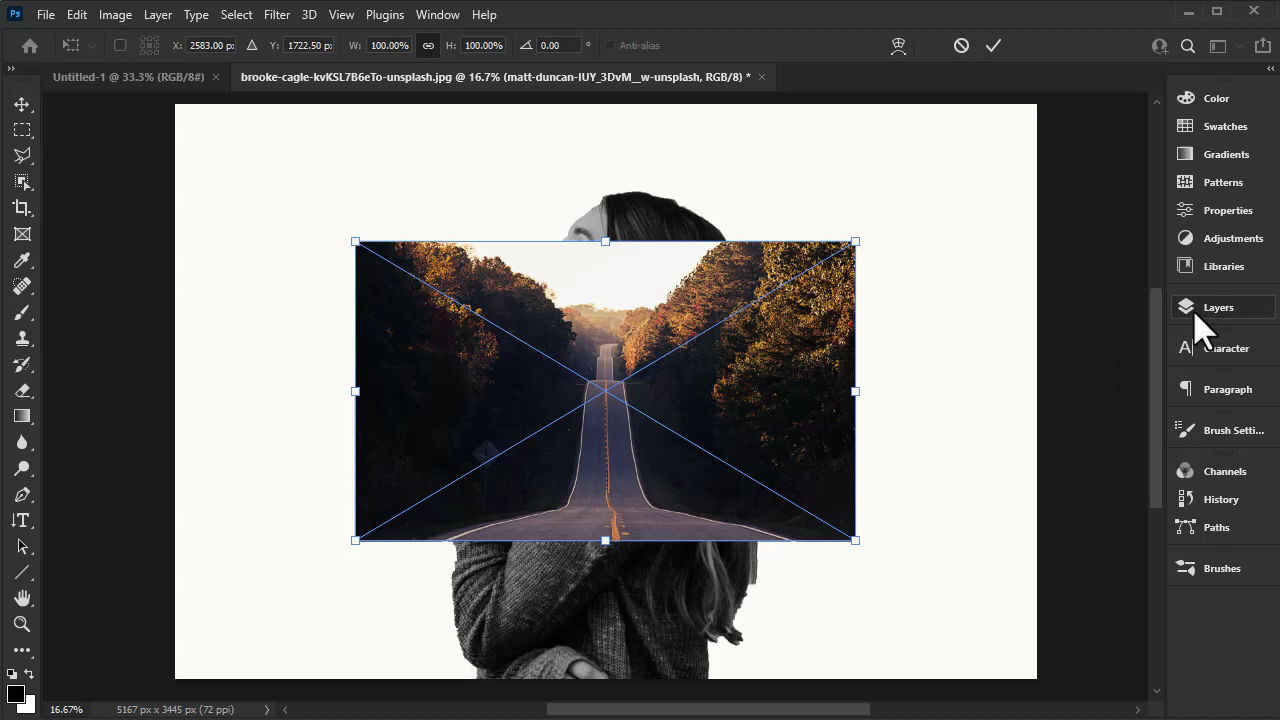 Ps File Edit Image Layer Type Select Filter 3D View Plugins Window Help
X: 2583.00 px Y: 1722.50 px W: 100.00% H: 100.00% 0.00 ° Anti-alias
Untitled-1 @ 33.3% (RGB/8#) × brooke-cagle-kvKSL7B6eTo-unsplash.jpg @ 16.7% (matt-duncan-IUY_3DvM__w-unsplash, RGB/8) * ×
Color
Swatches
Gradients
Patterns
Properties
Adjustments
Libraries
Layers
Paragraph
Brush Setti...
Channels
History
Paths
Brushes
16.67% 5167 px x 3445 px (72 ppi)